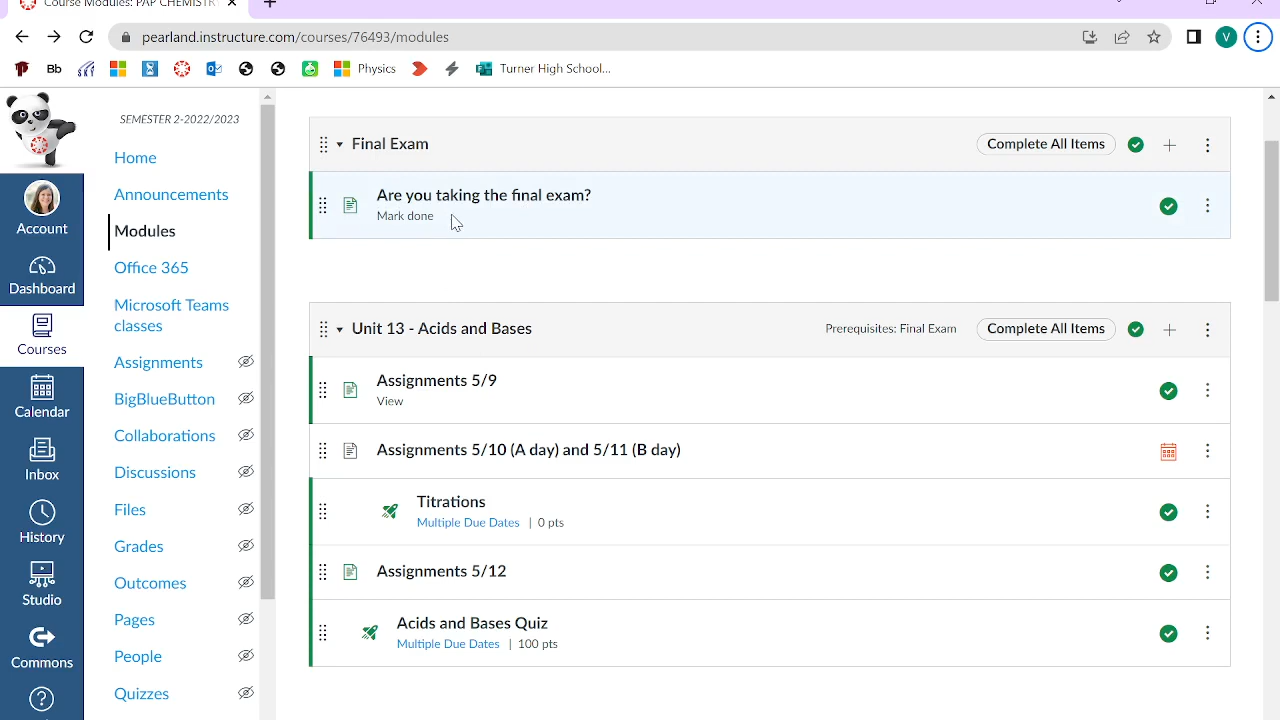 Course Modules: PAP CHEMISTR
pearland.instructure.com/courses/76493/modules
V
Bb
Physics
Turner High School...
SEMESTER 2-2022/2023
Home
Announcements
Modules
Office 365
Microsoft Teams
classes
Assignments
BigBlueButton
Collaborations
Discussions
Files
Grades
Outcomes
Pages
People
Quizzes
Account
Dashboard
Courses
Calendar
Inbox
History
Studio
Commons
Final Exam
Complete All Items
Are you taking the final exam?
Mark done
Unit 13 - Acids and Bases
Prerequisites: Final Exam
Complete All Items
Assignments 5/9
View
Assignments 5/10 (A day) and 5/11 (B day)
Titrations
Multiple Due Dates | 0 pts
Assignments 5/12
Acids and Bases Quiz
Multiple Due Dates | 100 pts